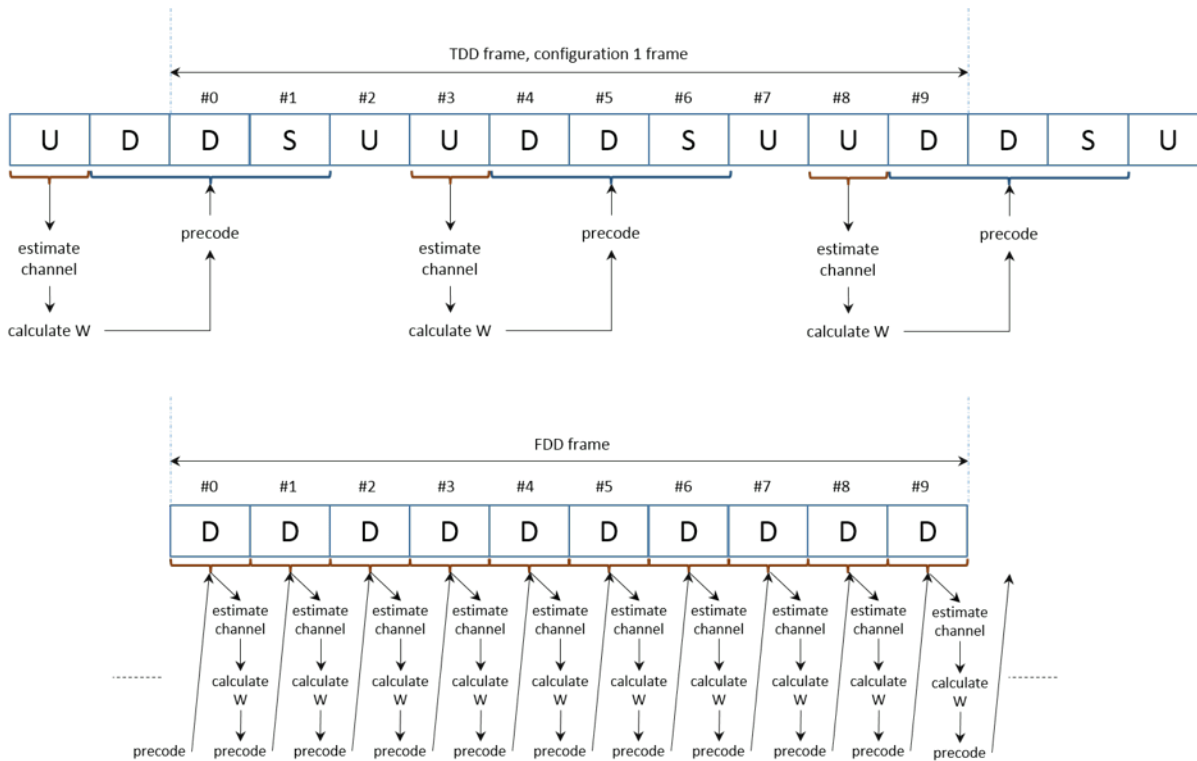 TDD frame, configuration 1 frame
#0 #1 #2 #3 #4 #5 #6 #7 #8 #9
U D D S U U D D S U U D D S U
estimate channel
precode
calculate W
estimate channel
precode
calculate W
estimate channel
precode
calculate W
FDD frame
#0 #1 #2 #3 #4 #5 #6 #7 #8 #9
D D D D D D D D D D
estimate estimate estimate estimate estimate estimate estimate estimate estimate estimate
channel channel channel channel channel channel channel channel channel channel
calculate calculate calculate calculate calculate calculate calculate calculate calculate calculate
W W W W W W W W W W
precode precode precode precode precode precode precode precode precode precode precode